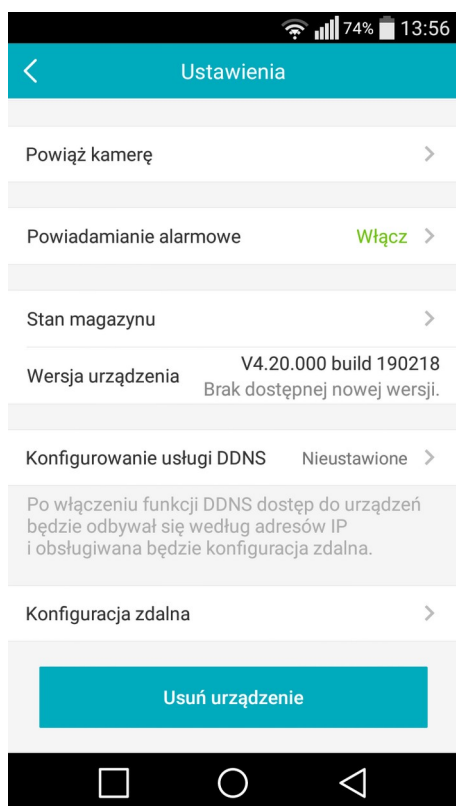 74% 13:56
Ustawienia
Powiąż kamerę
Powiadamianie alarmowe Włącz
Stan magazynu
Wersja urządzenia V4.20.000 build 190218
Brak dostępnej nowej wersji.
Konfigurowanie usługi DDNS Nieustawione
Po włączeniu funkcji DDNS dostęp do urządzeń
będzie odbywał się według adresów IP
i obsługiwana będzie konfiguracja zdalna.
Konfiguracja zdalna
Usuń urządzenie